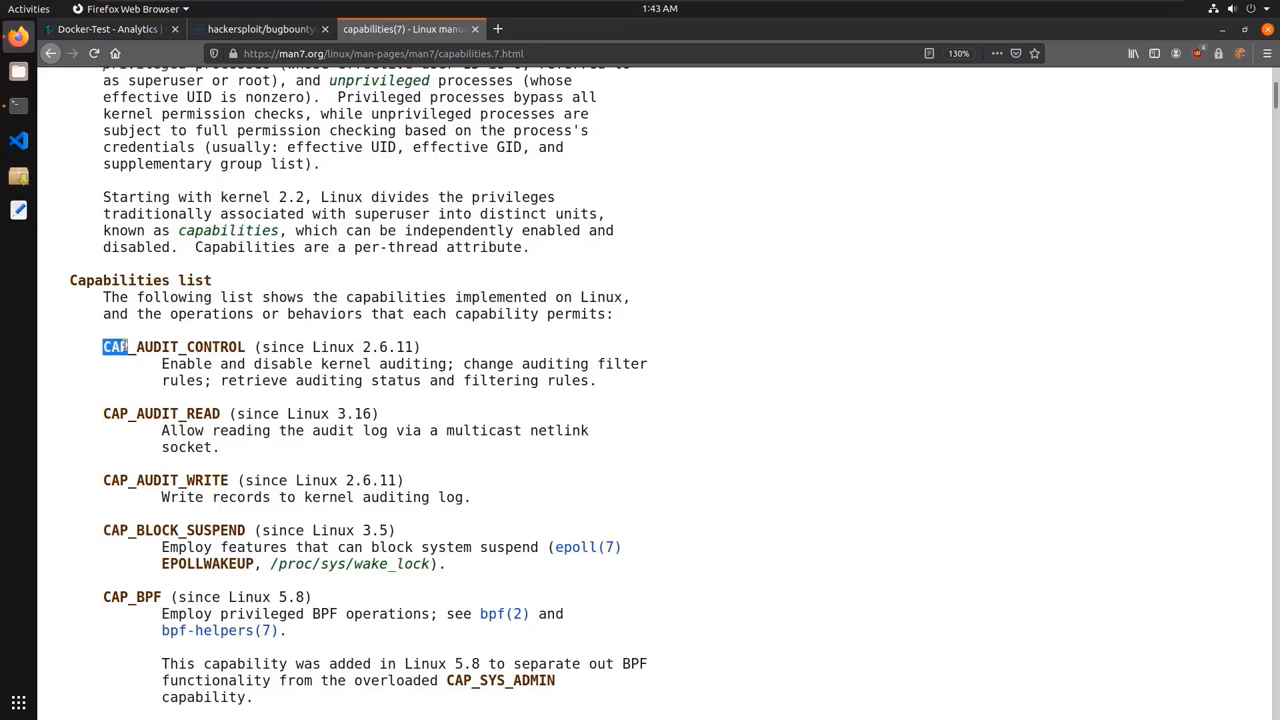 Activities
Firefox Web Browser
1:43 AM
Docker-Test - Analytics |
hackersploit/bugbounty
capabilities(7) - Linux manua
https://man7.org/linux/man-pages/man7/capabilities.7.html
130%
as superuser or root), and unprivileged processes (whose
effective UID is nonzero). Privileged processes bypass all
kernel permission checks, while unprivileged processes are
subject to full permission checking based on the process's
credentials (usually: effective UID, effective GID, and
supplementary group list).
Starting with kernel 2.2, Linux divides the privileges
traditionally associated with superuser into distinct units,
known as capabilities, which can be independently enabled and
disabled. Capabilities are a per-thread attribute.
Capabilities list
The following list shows the capabilities implemented on Linux,
and the operations or behaviors that each capability permits:
CAP_AUDIT_CONTROL (since Linux 2.6.11)
Enable and disable kernel auditing; change auditing filter
rules; retrieve auditing status and filtering rules.
CAP_AUDIT_READ (since Linux 3.16)
Allow reading the audit log via a multicast netlink
socket.
CAP_AUDIT_WRITE (since Linux 2.6.11)
Write records to kernel auditing log.
CAP_BLOCK_SUSPEND (since Linux 3.5)
Employ features that can block system suspend (epoll(7)
EPOLLWAKEUP, /proc/sys/wake_lock).
CAP_BPF (since Linux 5.8)
Employ privileged BPF operations; see bpf(2) and
bpf-helpers(7).
This capability was added in Linux 5.8 to separate out BPF
functionality from the overloaded CAP_SYS_ADMIN
capability.